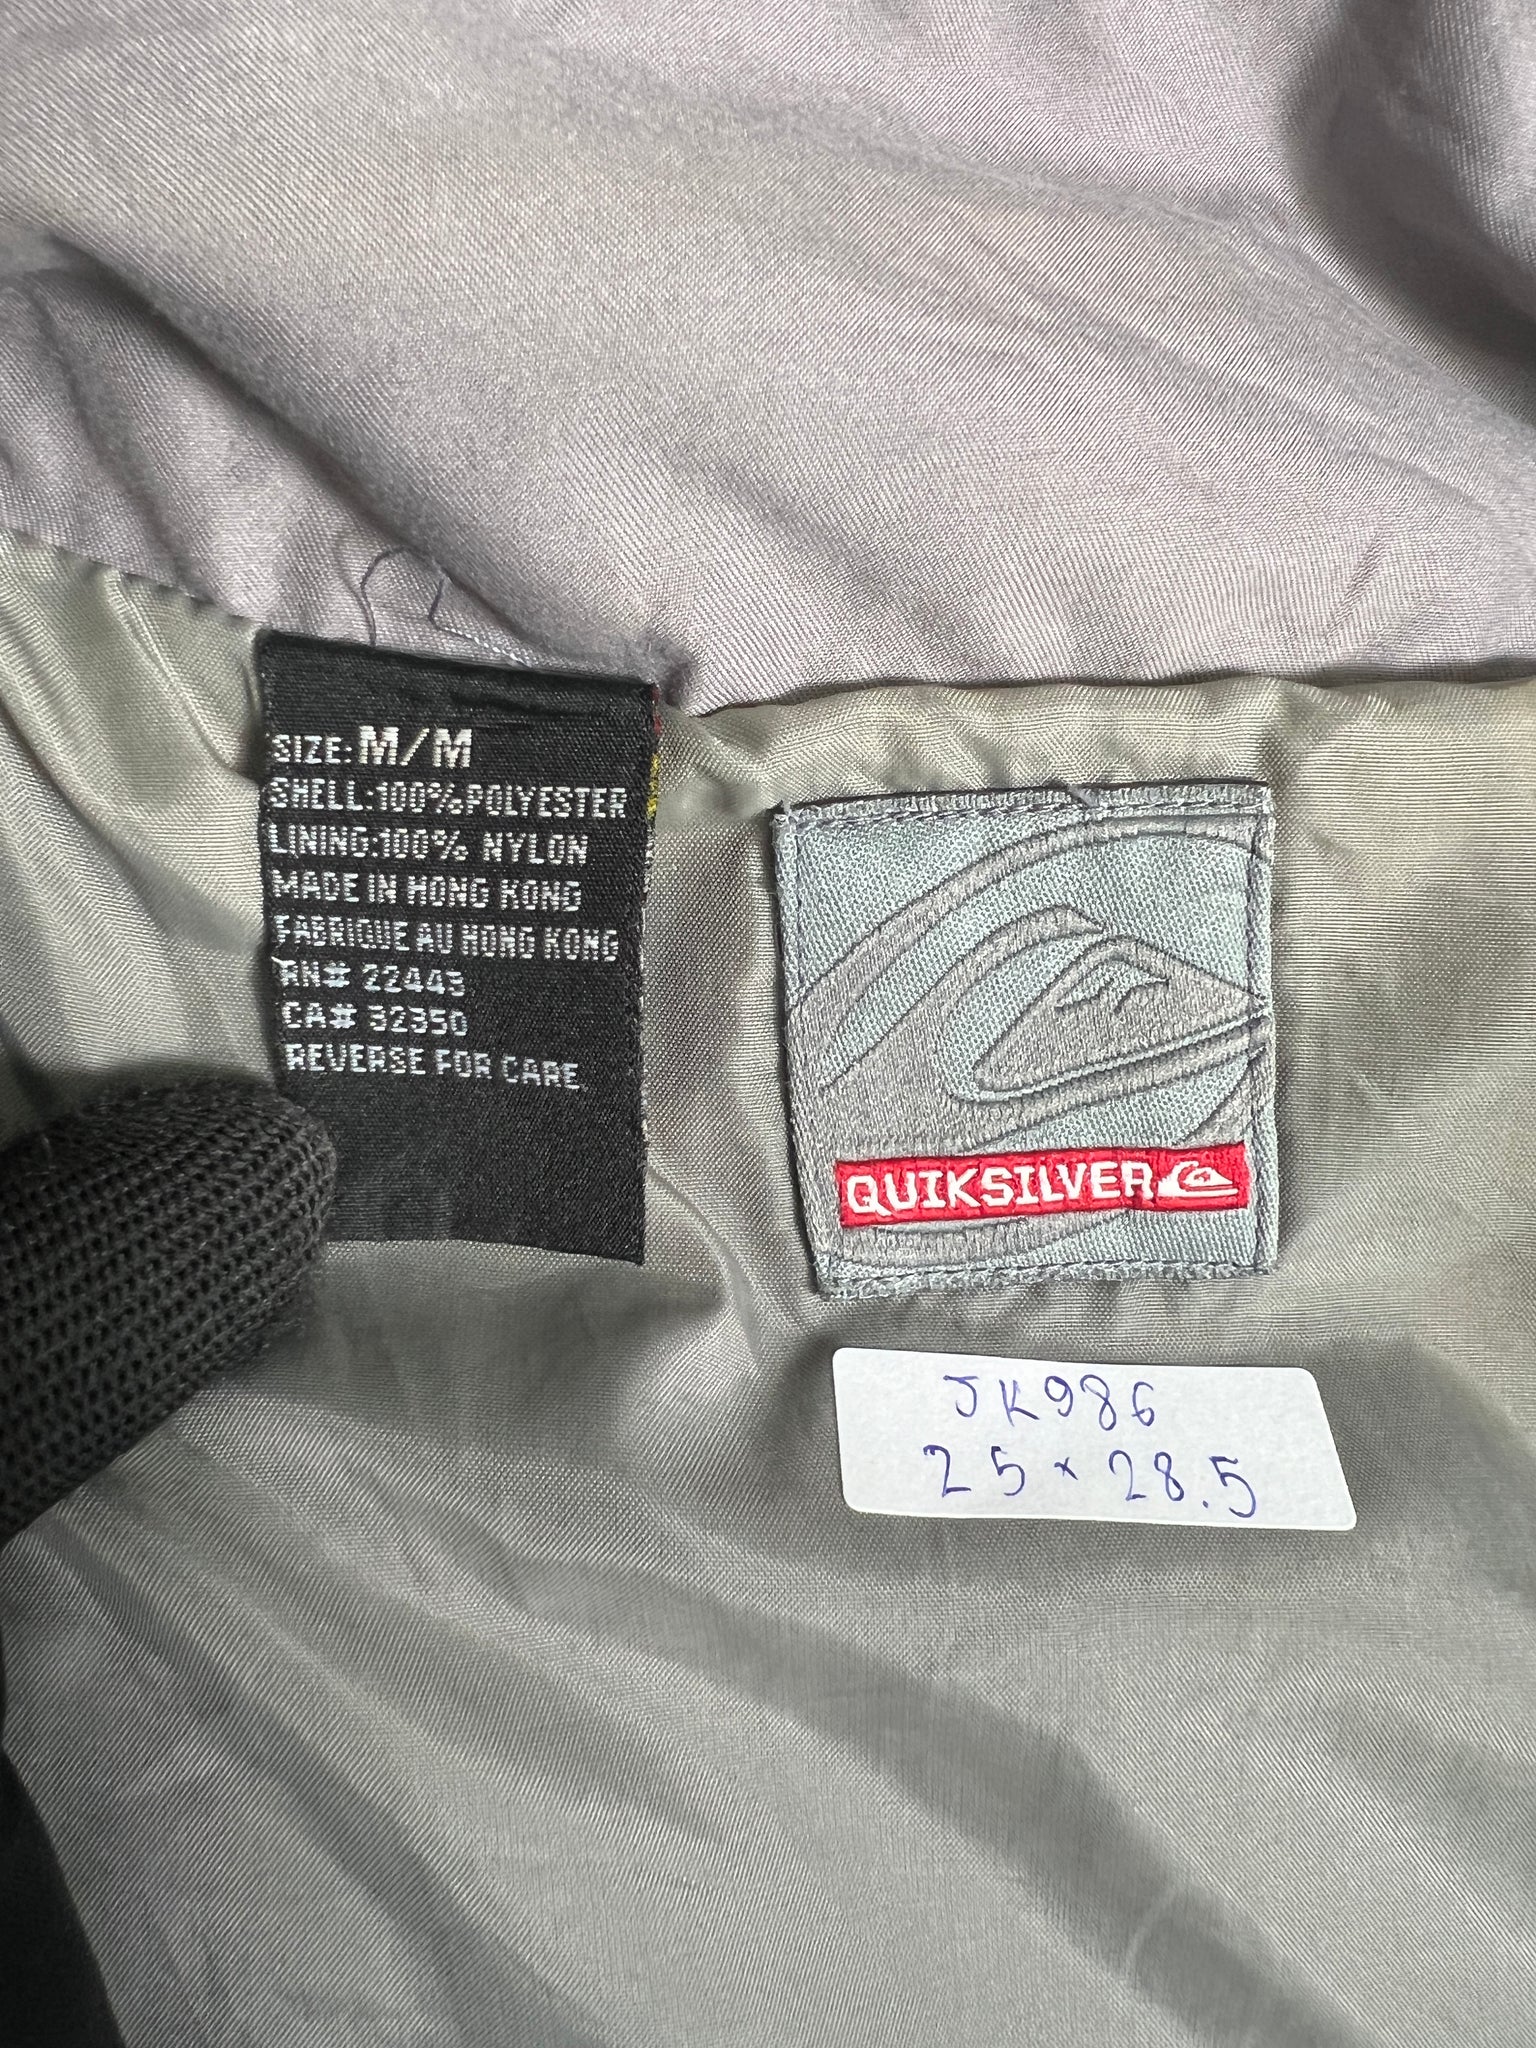 SIZE: M/M
SHELL:100%POLYESTER
LINING:100% NYLON
MADE IN HONG KONG
FABRIQUE AU HONG KONG
RN# 22443
CA# 32350
REVERSE FOR CARE
QUIKSILVER
JK986
25 × 28.5